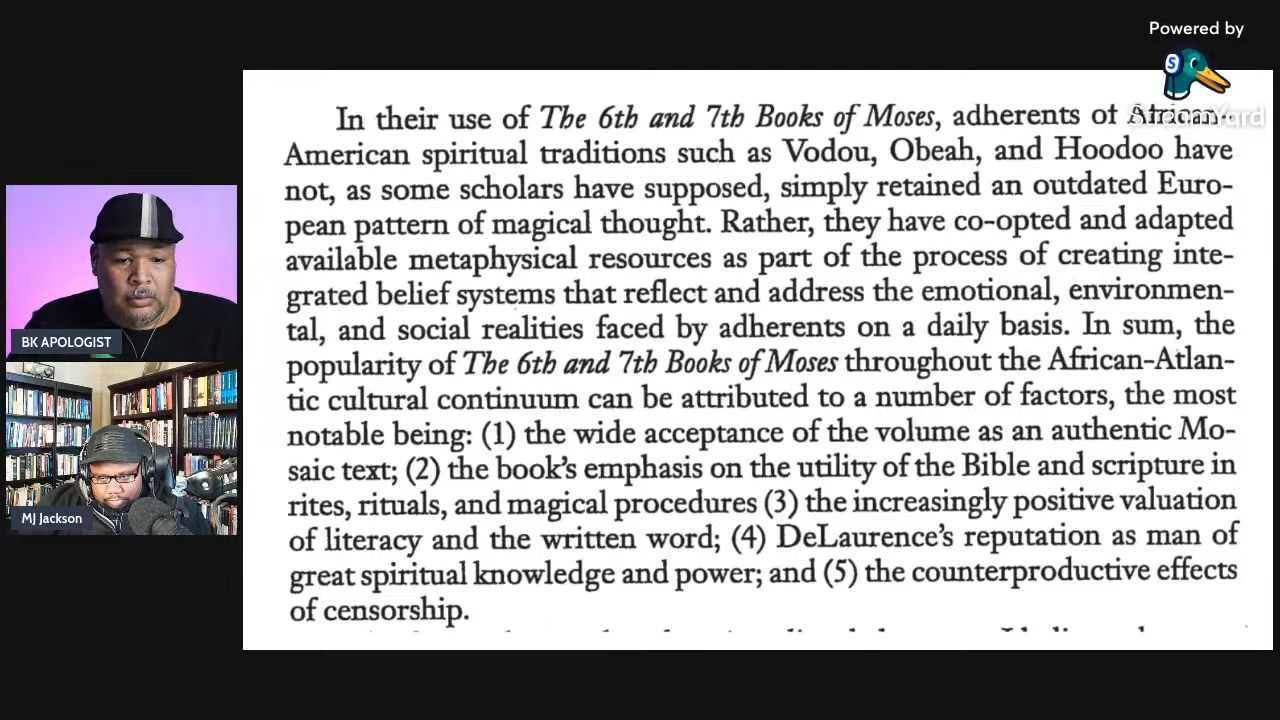 Powered by
StreamYard
In their use of The 6th and 7th Books of Moses, adherents of African-
American spiritual traditions such as Vodou, Obeah, and Hoodoo have
not, as some scholars have supposed, simply retained an outdated Euro-
pean pattern of magical thought. Rather, they have co-opted and adapted
available metaphysical resources as part of the process of creating inte-
grated belief systems that reflect and address the emotional, environmen-
tal, and social realities faced by adherents on a daily basis. In sum, the
popularity of The 6th and 7th Books of Moses throughout the African-Atlan-
tic cultural continuum can be attributed to a number of factors, the most
notable being: (1) the wide acceptance of the volume as an authentic Mo-
saic text; (2) the book's emphasis on the utility of the Bible and scripture in
rites, rituals, and magical procedures (3) the increasingly positive valuation
of literacy and the written word; (4) DeLaurence's reputation as man of
great spiritual knowledge and power; and (5) the counterproductive effects
of censorship.
BK APOLOGIST
MJ Jackson